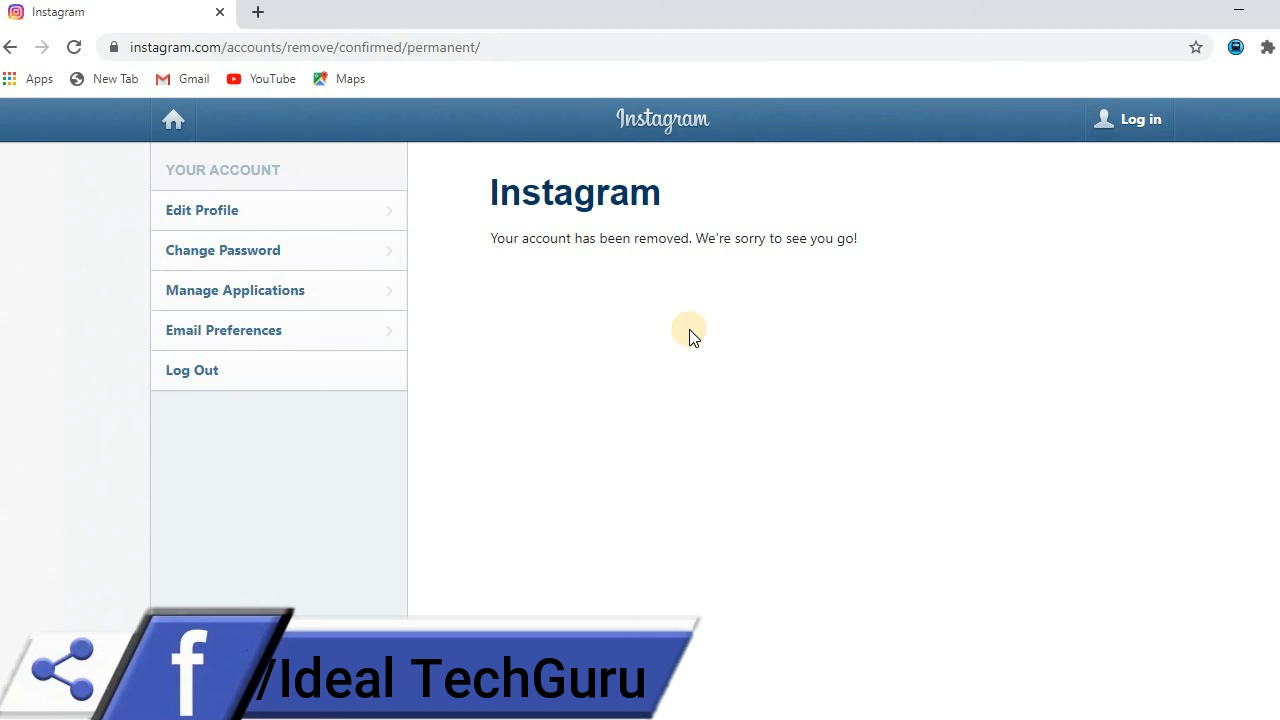 Instagram
instagram.com/accounts/remove/confirmed/permanent/
Apps New Tab Gmail YouTube Maps
Instagram Log in
YOUR ACCOUNT
Edit Profile
Change Password
Manage Applications
Email Preferences
Log Out
Instagram
Your account has been removed. We're sorry to see you go!
f /Ideal TechGuru